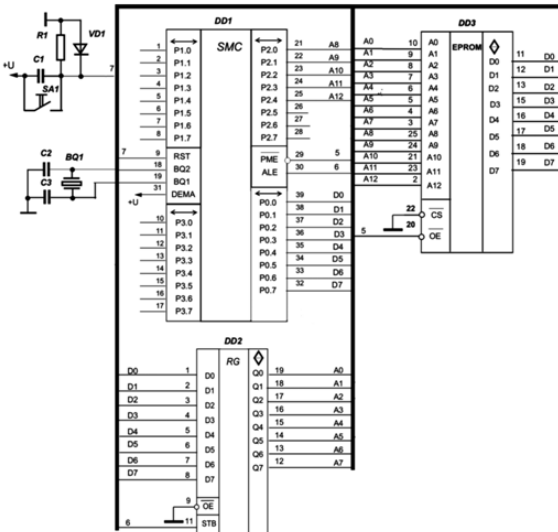 DD1
SMC
R1
VD1
+U
C1
SA1
7
1 P1.0
2 P1.1
3 P1.2
4 P1.3
5 P1.4
6 P1.5
7 P1.6
8 P1.7
P2.0 21 A8
P2.1 22 A9
P2.2 23 A10
P2.3 24 A11
P2.4 25 A12
P2.5 26
P2.6 27
P2.7 28
7 9 RST
18 BQ2
19 BQ1
31 DEMA
+U
C2
BQ1
C3
PME 29 5
ALE 30 6
10 P3.0
11 P3.1
12 P3.2
13 P3.3
14 P3.4
15 P3.5
16 P3.6
17 P3.7
P0.0 39 D0
P0.1 38 D1
P0.2 37 D2
P0.3 36 D3
P0.4 35 D4
P0.5 34 D5
P0.6 33 D6
P0.7 32 D7
DD3
EPROM
A0 10 A0
A1 9 A1
A2 8 A2
A3 7 A3
A4 6 A4
A5 5 A5
A6 4 A6
A7 3 A7
A8 25 A8
A9 24 A9
A10 21 A10
A11 23 A11
A12 2 A12
22 CS
5 20 OE
D0 11 D0
D1 12 D1
D2 13 D2
D3 15 D3
D4 16 D4
D5 17 D5
D6 18 D6
D7 19 D7
DD2
RG
D0 1 D0
D1 2 D1
D2 3 D2
D3 4 D3
D4 5 D4
D5 6 D5
D6 7 D6
D7 8 D7
9 OE
6 11 STB
Q0 19 A0
Q1 18 A1
Q2 17 A2
Q3 16 A3
Q4 15 A4
Q5 14 A5
Q6 13 A6
Q7 12 A7